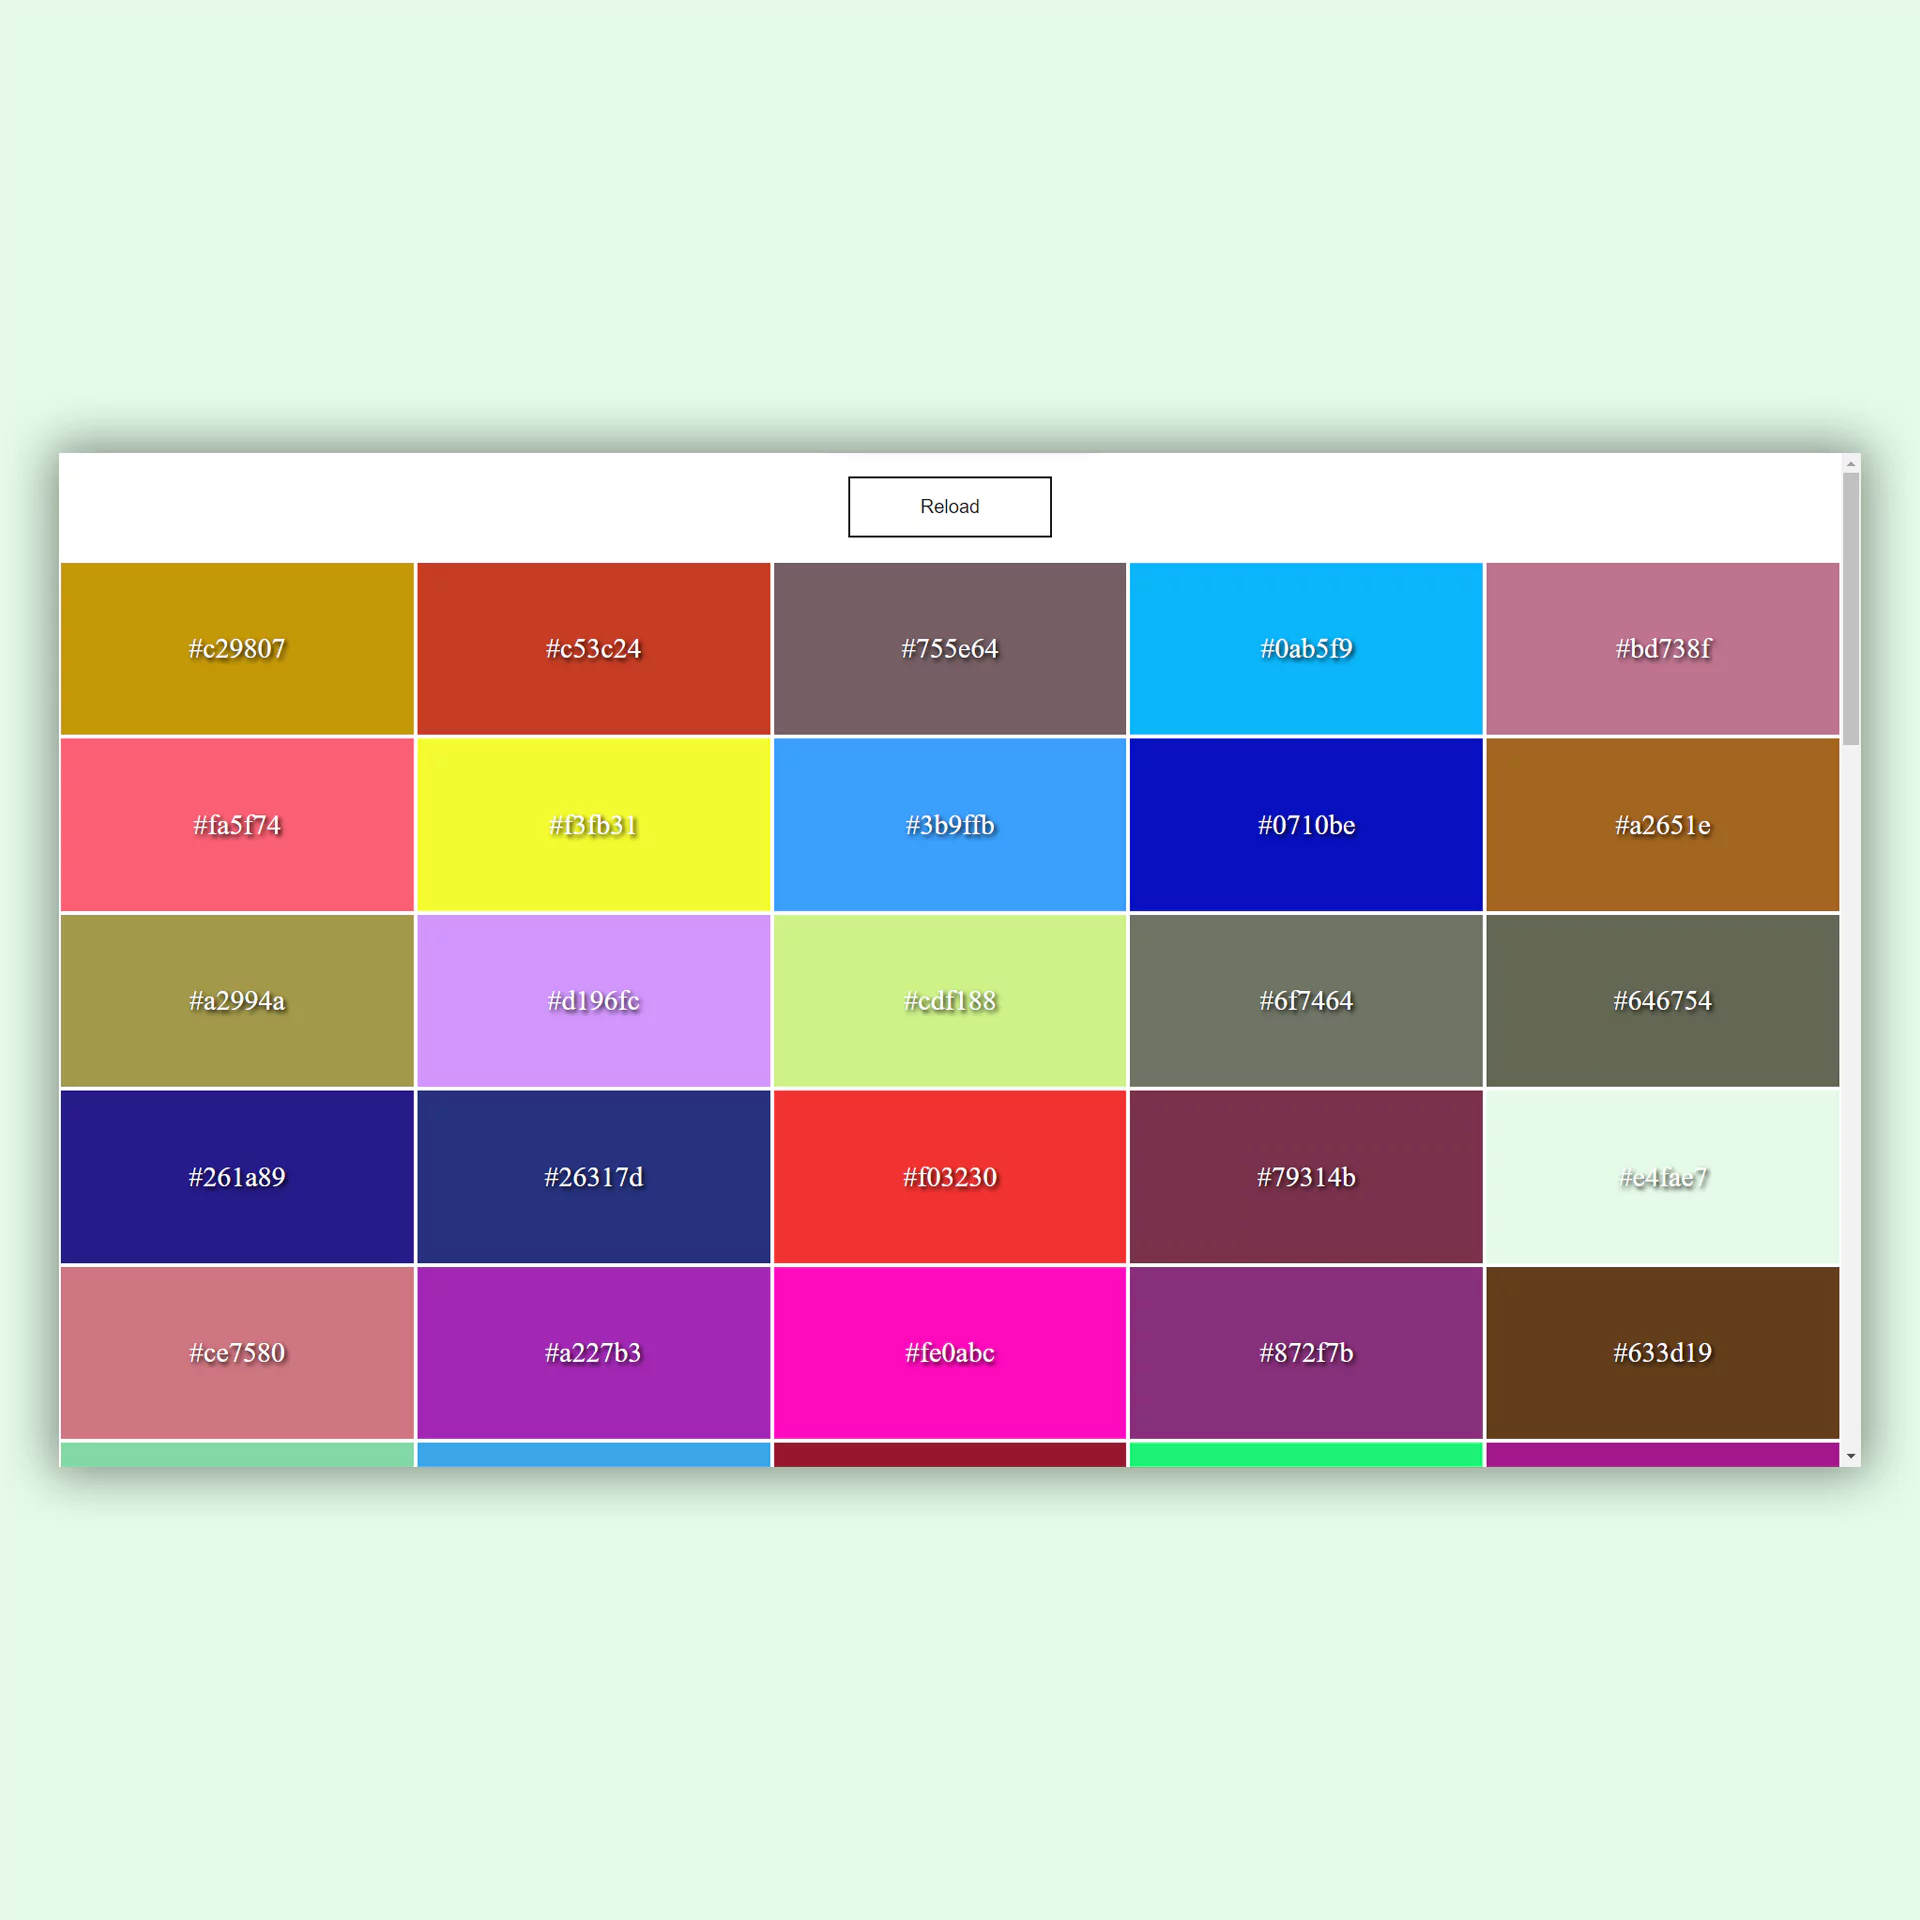 Reload
#c29807 #c53c24 #755e64 #0ab5f9 #bd738f
#fa5f74 #f3fb31 #3b9ffb #0710be #a2651e
#a2994a #d196fc #cdf188 #6f7464 #646754
#261a89 #26317d #f03230 #79314b #e4fae7
#ce7580 #a227b3 #fe0abc #872f7b #633d19